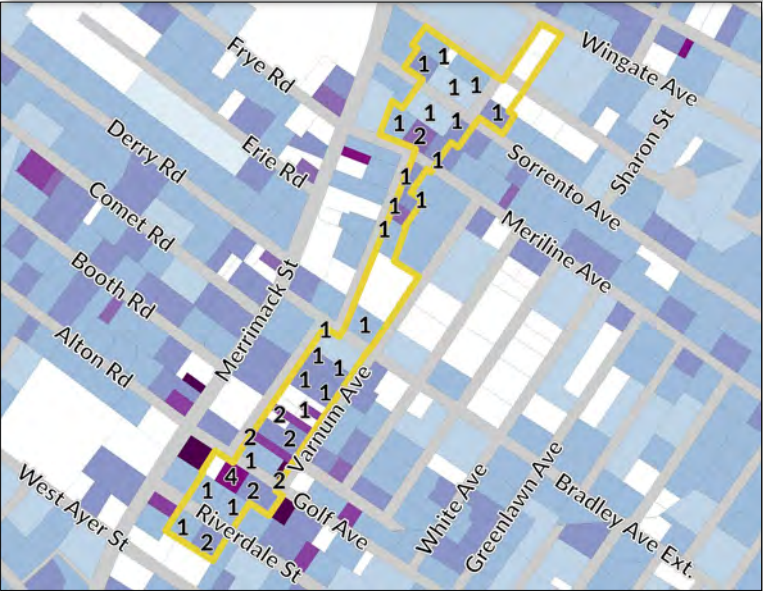 Wingate Ave
Frye Rd
1 1
1 1
Sharon St
1
1
1
1
2
Derry Rd
Erie Rd
Sorrento Ave
1
1
Comet Rd
1
1
Meriline Ave
1
Booth Rd
Merrimack St
1
1
Alton Rd
1
1
1
1
Varnum Ave
2
1
2
2
1
4
2
West Ayer St
1
2
1
Golf Ave
White Ave
Greenlawn Ave
Bradley Ave Ext.
1
Riverdale St
2